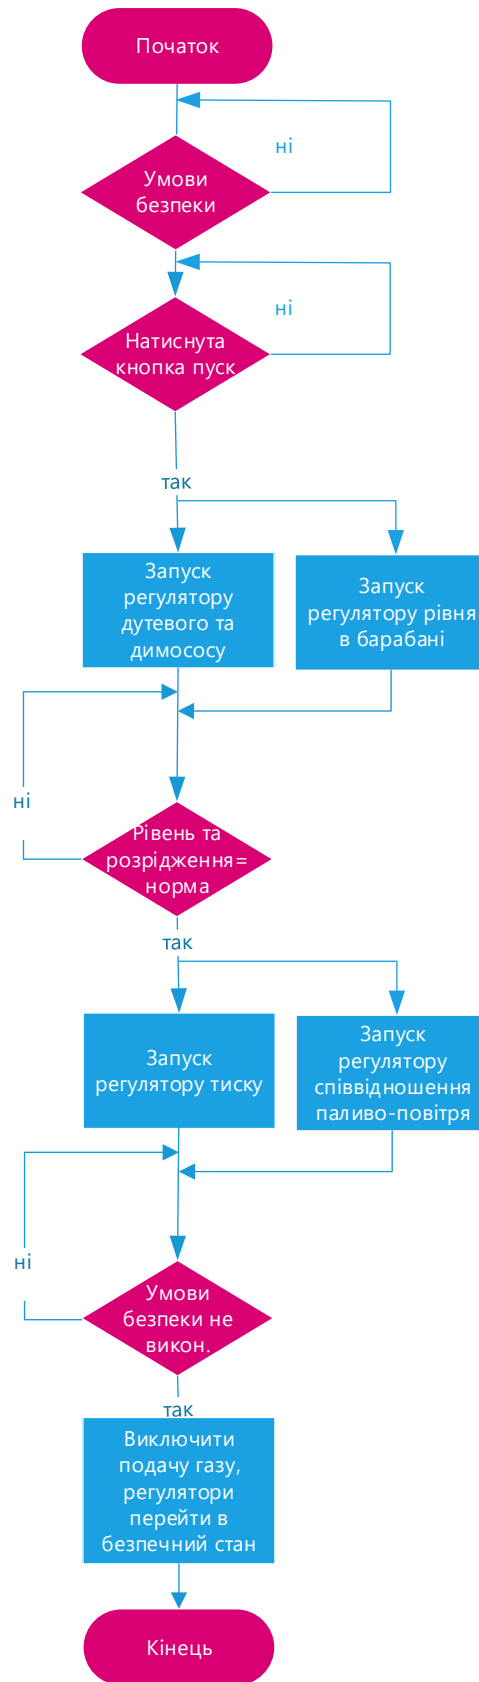 Початок
ні
Умови
безпеки
ні
Натиснута
кнопка пуск
так
Запуск
регулятору
дутевого та
димососу
Запуск
регулятору рівня
в барабані
ні
Рівень та
розрідження=
норма
так
Запуск
регулятору тиску
Запуск
регулятору
співвідношення
паливо-повітря
ні
Умови
безпеки не
викон.
так
Виключити
подачу газу,
регулятори
перейти в
безпечний стан
Кінець